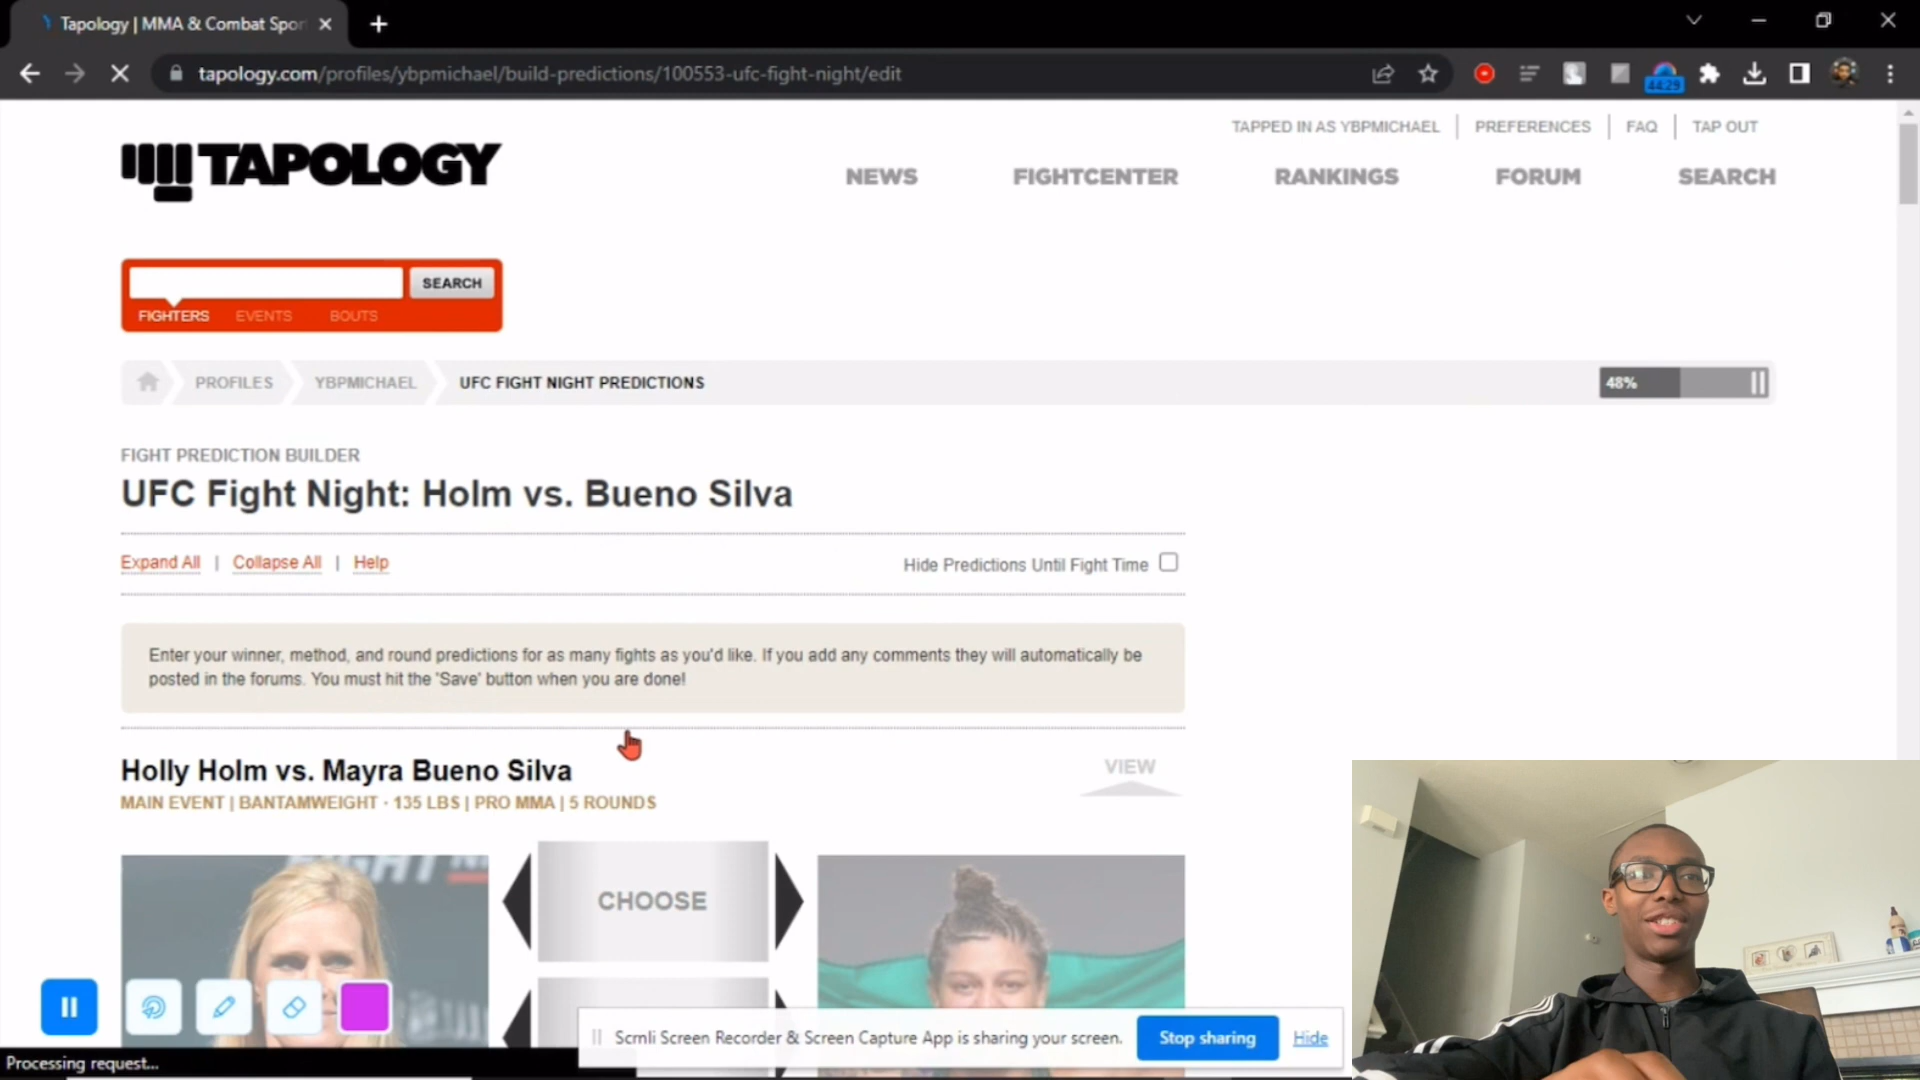 Tapology | MMA & Combat Spor
tapology.com/profiles/ybpmichael/build-predictions/100553-ufc-fight-night/edit
44:29
TAPPED IN AS YBPMICHAEL
PREFERENCES
FAQ
TAP OUT
TAPOLOGY
NEWS
FIGHTCENTER
RANKINGS
FORUM
SEARCH
SEARCH
FIGHTERS
EVENTS
BOUTS
PROFILES
YBPMICHAEL
UFC FIGHT NIGHT PREDICTIONS
48%
FIGHT PREDICTION BUILDER
UFC Fight Night: Holm vs. Bueno Silva
Expand All | Collapse All | Help
Hide Predictions Until Fight Time
Enter your winner, method, and round predictions for as many fights as you'd like. If you add any comments they will automatically be
posted in the forums. You must hit the 'Save' button when you are done!
Holly Holm vs. Mayra Bueno Silva
VIEW
MAIN EVENT | BANTAMWEIGHT · 135 LBS | PRO MMA | 5 ROUNDS
CHOOSE
Scrnli Screen Recorder & Screen Capture App is sharing your screen.
Stop sharing
Hide
Processing request...